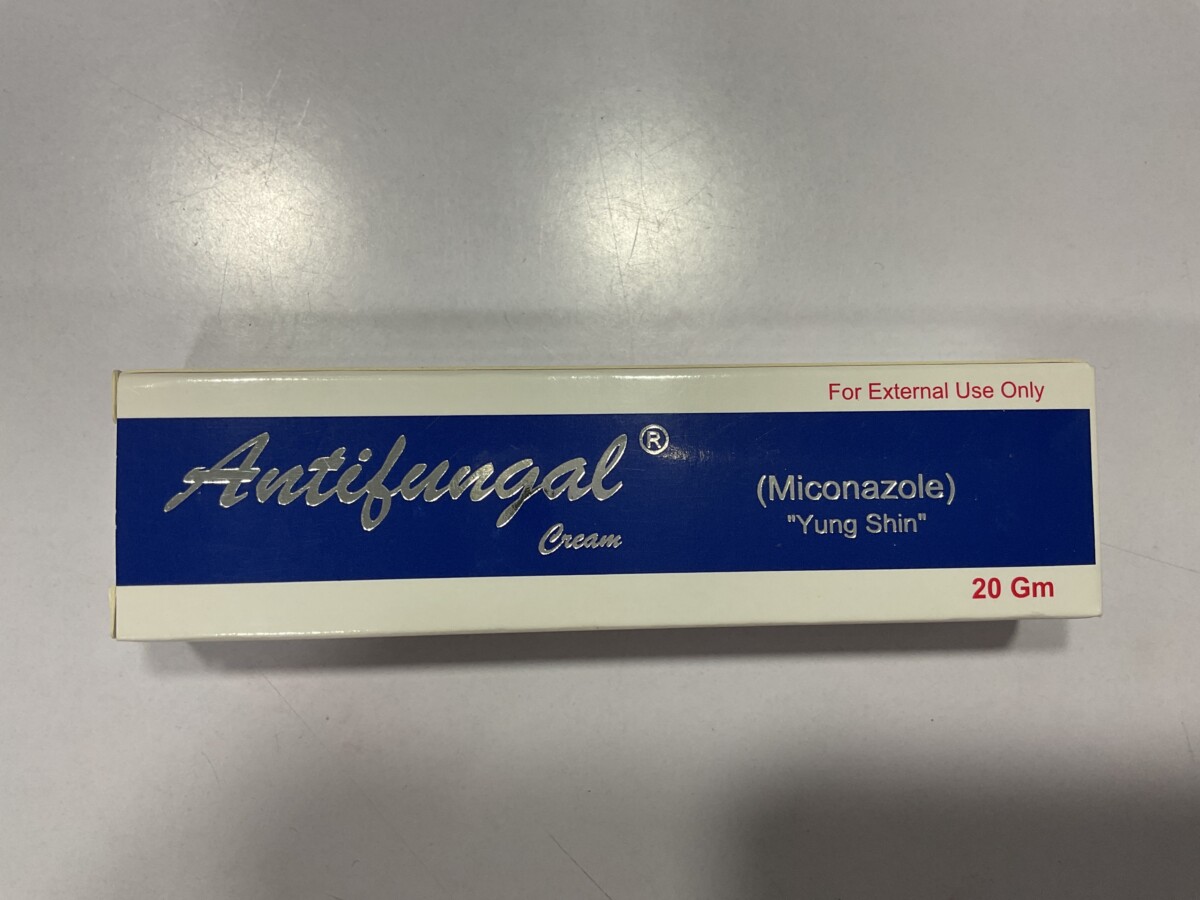 For External Use Only
Antifungal ®
Cream
(Miconazole)
"Yung Shin"
20 Gm